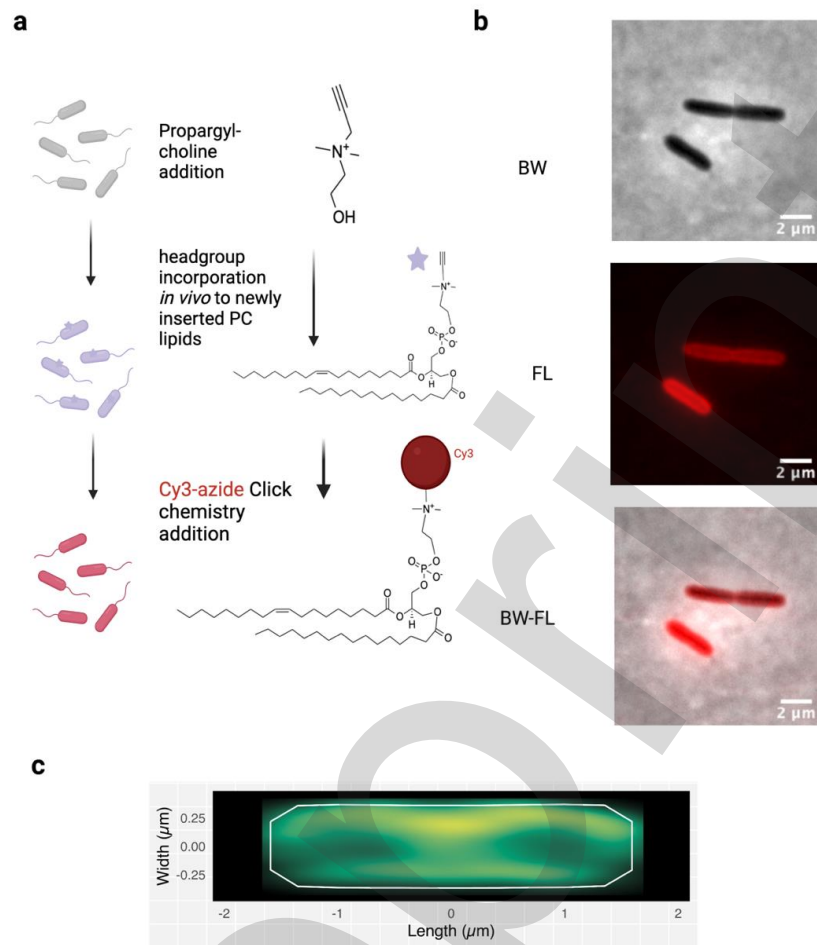 a
b
Propargyl-
choline
addition
N+
OH
BW
2 μm
headgroup
incorporation
in vivo to newly
inserted PC
lipids
N+
O
O P O-
O
O
O
H
O
O
FL
2 μm
Cy3
Cy3-azide Click
chemistry
addition
N+
O
O P O-
O
O
O
H
O
O
BW-FL
2 μm
c
Width (μm)
0.25
0.00
-0.25
-2 -1 0 1 2
Length (μm)